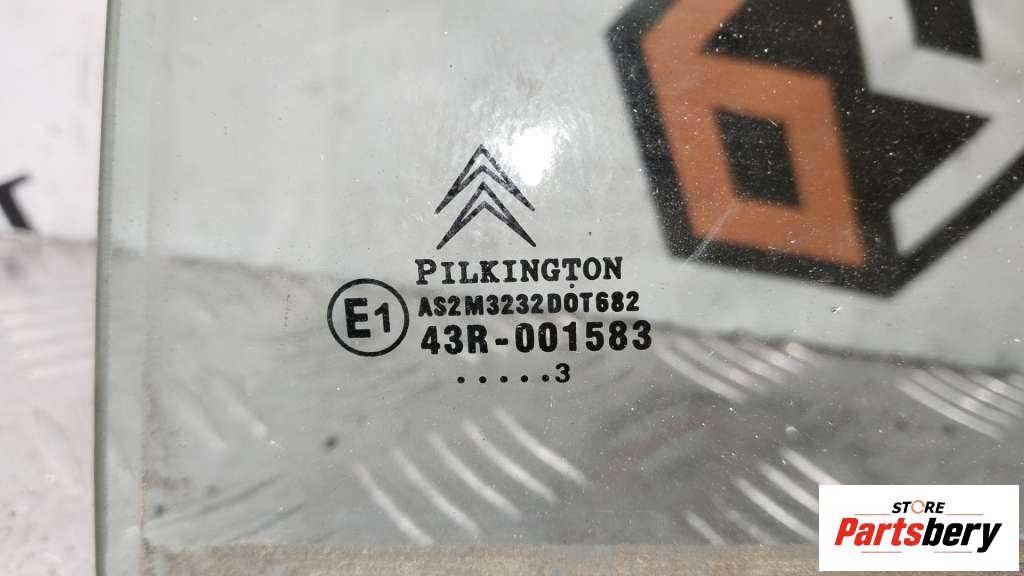 PILKINGTON
E1
AS2M3232DOT682
43R-001583
.....3
STORE
Partsbery